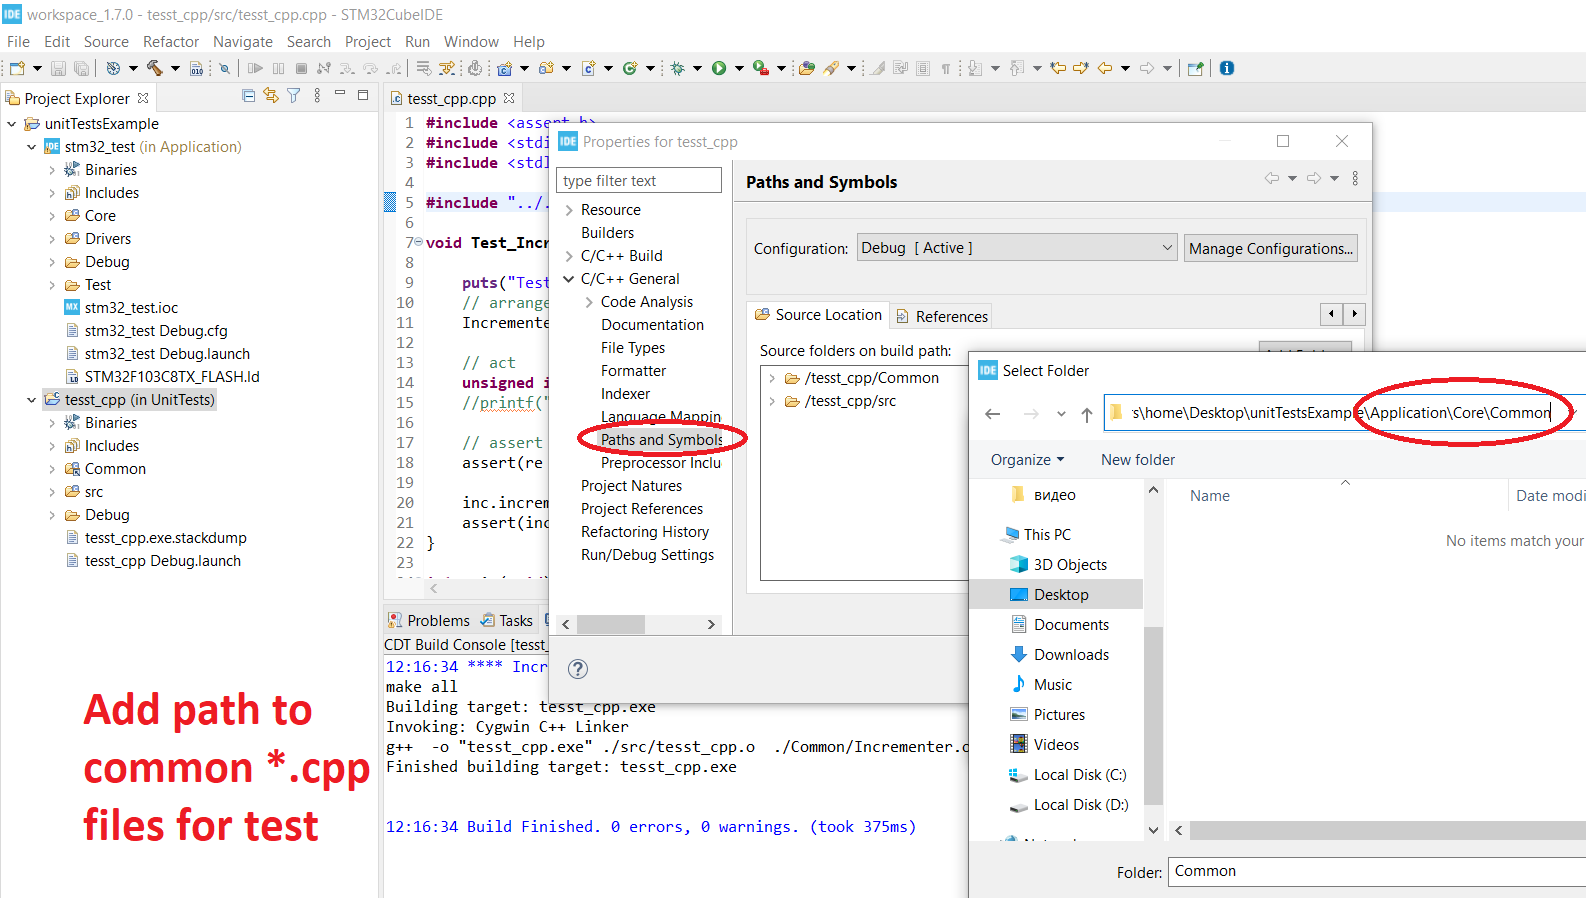 IDE workspace_1.7.0 - tesst_cpp/src/tesst_cpp.cpp - STM32CubeIDE
File Edit Source Refactor Navigate Search Project Run Window Help
Project Explorer
unitTestsExample
stm32_test (in Application)
Binaries
Includes
Core
Drivers
Debug
Test
MX stm32_test.ioc
stm32_test Debug.cfg
stm32_test Debug.launch
STM32F103C8TX_FLASH.ld
tesst_cpp (in UnitTests)
Binaries
Includes
Common
src
Debug
tesst_cpp.exe.stackdump
tesst_cpp Debug.launch
Add path to
common *.cpp
files for test
tesst_cpp.cpp
1 #include <assert.h>
2 #include <stdi
3 #include <stdl
4
5 #include "../.
6
7 void Test_Incr
8
9 puts("Test
10 // arrange
11 Incremente
12
13 // act
14 unsigned i
15 //printf("
16
17 // assert
18 assert(re
19
20 inc.increm
21 assert(inc
22 }
23
Problems Tasks
CDT Build Console [tesst_
12:16:34 **** Incr
make all
Building target: tesst_cpp.exe
Invoking: Cygwin C++ Linker
g++ -o "tesst_cpp.exe" ./src/tesst_cpp.o ./Common/Incrementer.o
Finished building target: tesst_cpp.exe
12:16:34 Build Finished. 0 errors, 0 warnings. (took 375ms)
IDE Properties for tesst_cpp
type filter text
Resource
Builders
C/C++ Build
C/C++ General
Code Analysis
Documentation
File Types
Formatter
Indexer
Language Mappin
Paths and Symbols
Preprocessor Inclu
Project Natures
Project References
Refactoring History
Run/Debug Settings
Paths and Symbols
Configuration: Debug [ Active ] Manage Configurations...
Source Location References
Source folders on build path:
/tesst_cpp/Common
/tesst_cpp/src
IDE Select Folder
s\home\Desktop\unitTestsExample\Application\Core\Common
Organize New folder
видео
This PC
3D Objects
Desktop
Documents
Downloads
Music
Pictures
Videos
Local Disk (C:)
Local Disk (D:)
Name Date modi
No items match your
Folder: Common